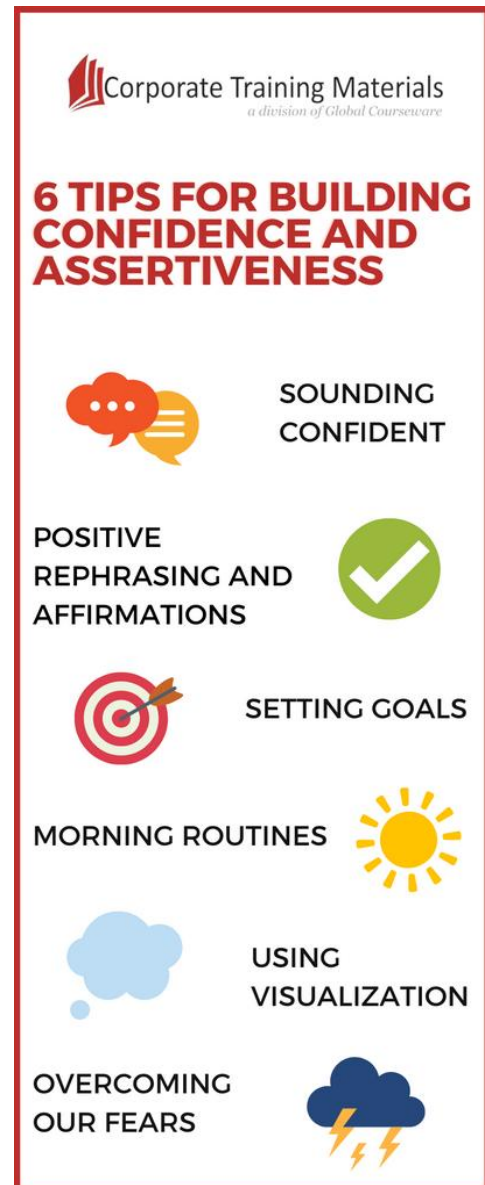 Corporate Training Materials
a division of Global Courseware
6 TIPS FOR BUILDING
CONFIDENCE AND
ASSERTIVENESS
SOUNDING
CONFIDENT
POSITIVE
REPHRASING AND
AFFIRMATIONS
SETTING GOALS
MORNING ROUTINES
USING
VISUALIZATION
OVERCOMING
OUR FEARS